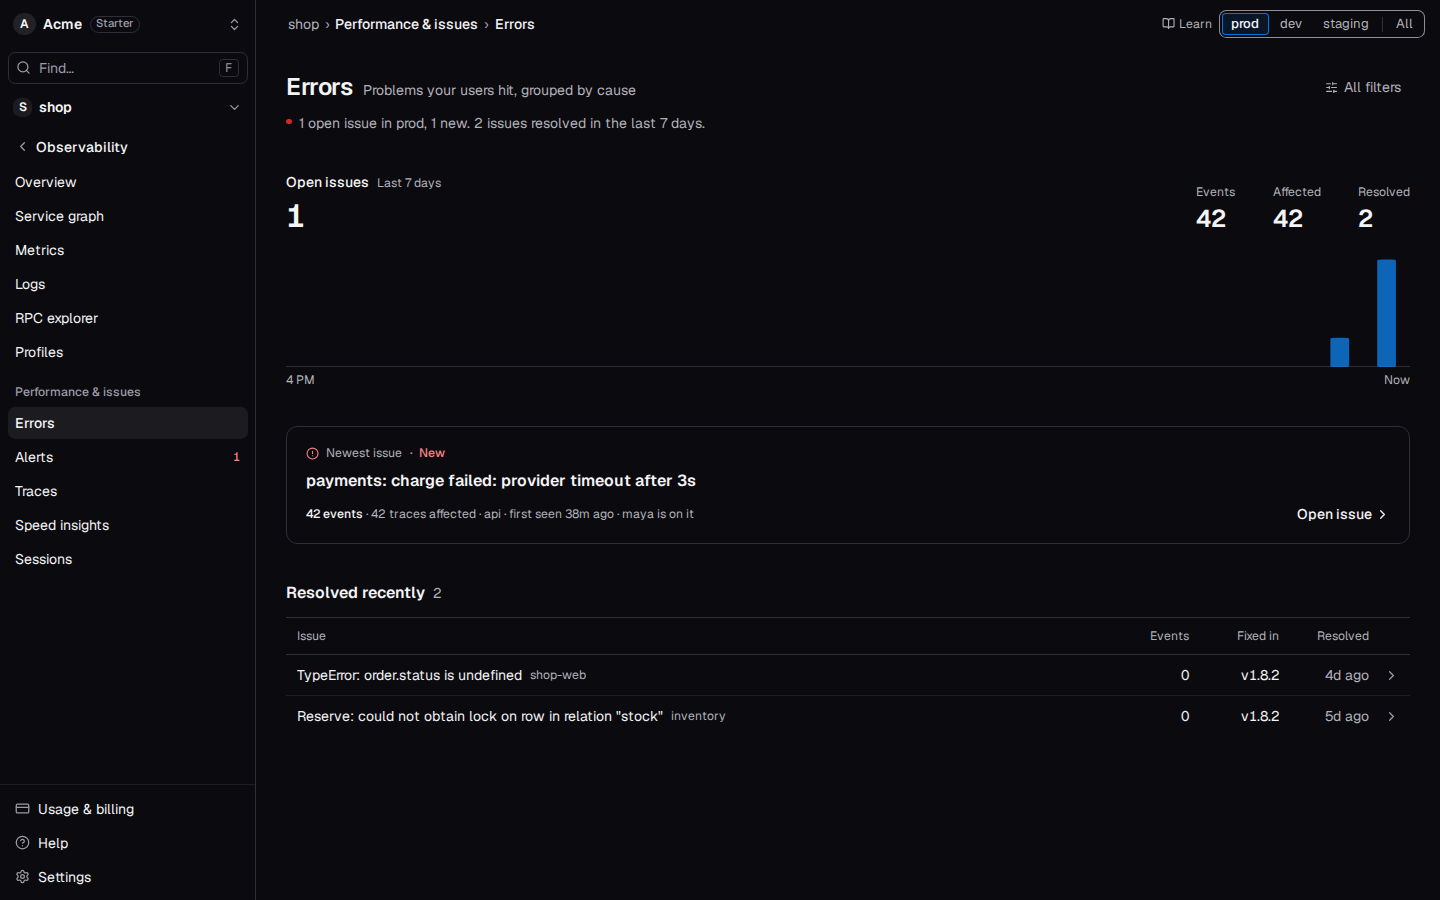 A Acme Starter
Find... F
S shop
Observability
Overview
Service graph
Metrics
Logs
RPC explorer
Profiles
Performance & issues
Errors
Alerts 1
Traces
Speed insights
Sessions
Usage & billing
Help
Settings
shop › Performance & issues › Errors
Learn prod dev staging All
Errors Problems your users hit, grouped by cause
All filters
1 open issue in prod, 1 new. 2 issues resolved in the last 7 days.
Open issues Last 7 days
1
Events Affected Resolved
42 42 2
4 PM Now
Newest issue · New
payments: charge failed: provider timeout after 3s
42 events · 42 traces affected · api · first seen 38m ago · maya is on it
Open issue
Resolved recently 2
Issue Events Fixed in Resolved
TypeError: order.status is undefined shop-web 0 v1.8.2 4d ago
Reserve: could not obtain lock on row in relation "stock" inventory 0 v1.8.2 5d ago